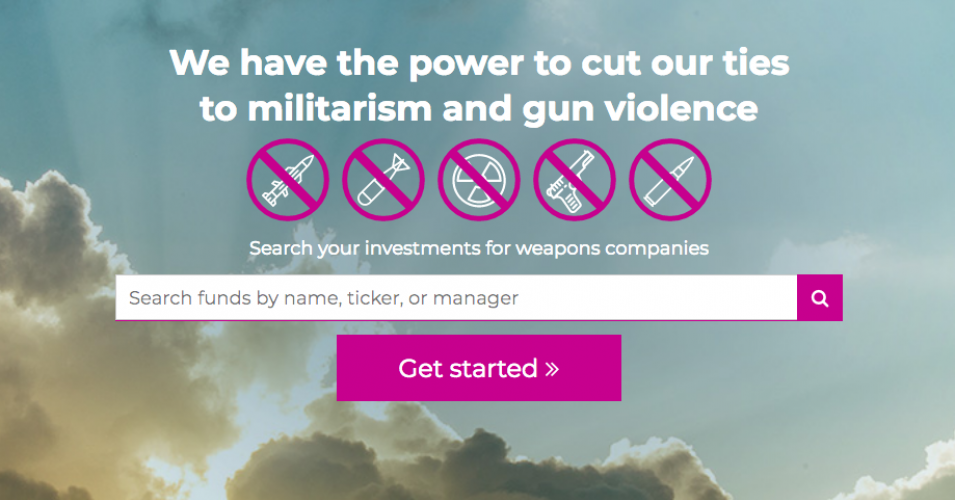 We have the power to cut our ties
to militarism and gun violence
Search your investments for weapons companies
Search funds by name, ticker, or manager
Get started »